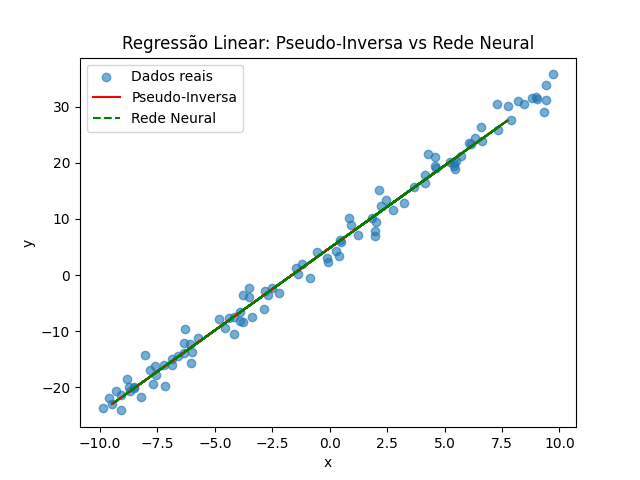 Regressão Linear: Pseudo-Inversa vs Rede Neural
Dados reais
Pseudo-Inversa
Rede Neural
y
30
20
10
0
−10
−20
−10.0 −7.5 −5.0 −2.5 0.0 2.5 5.0 7.5 10.0
x